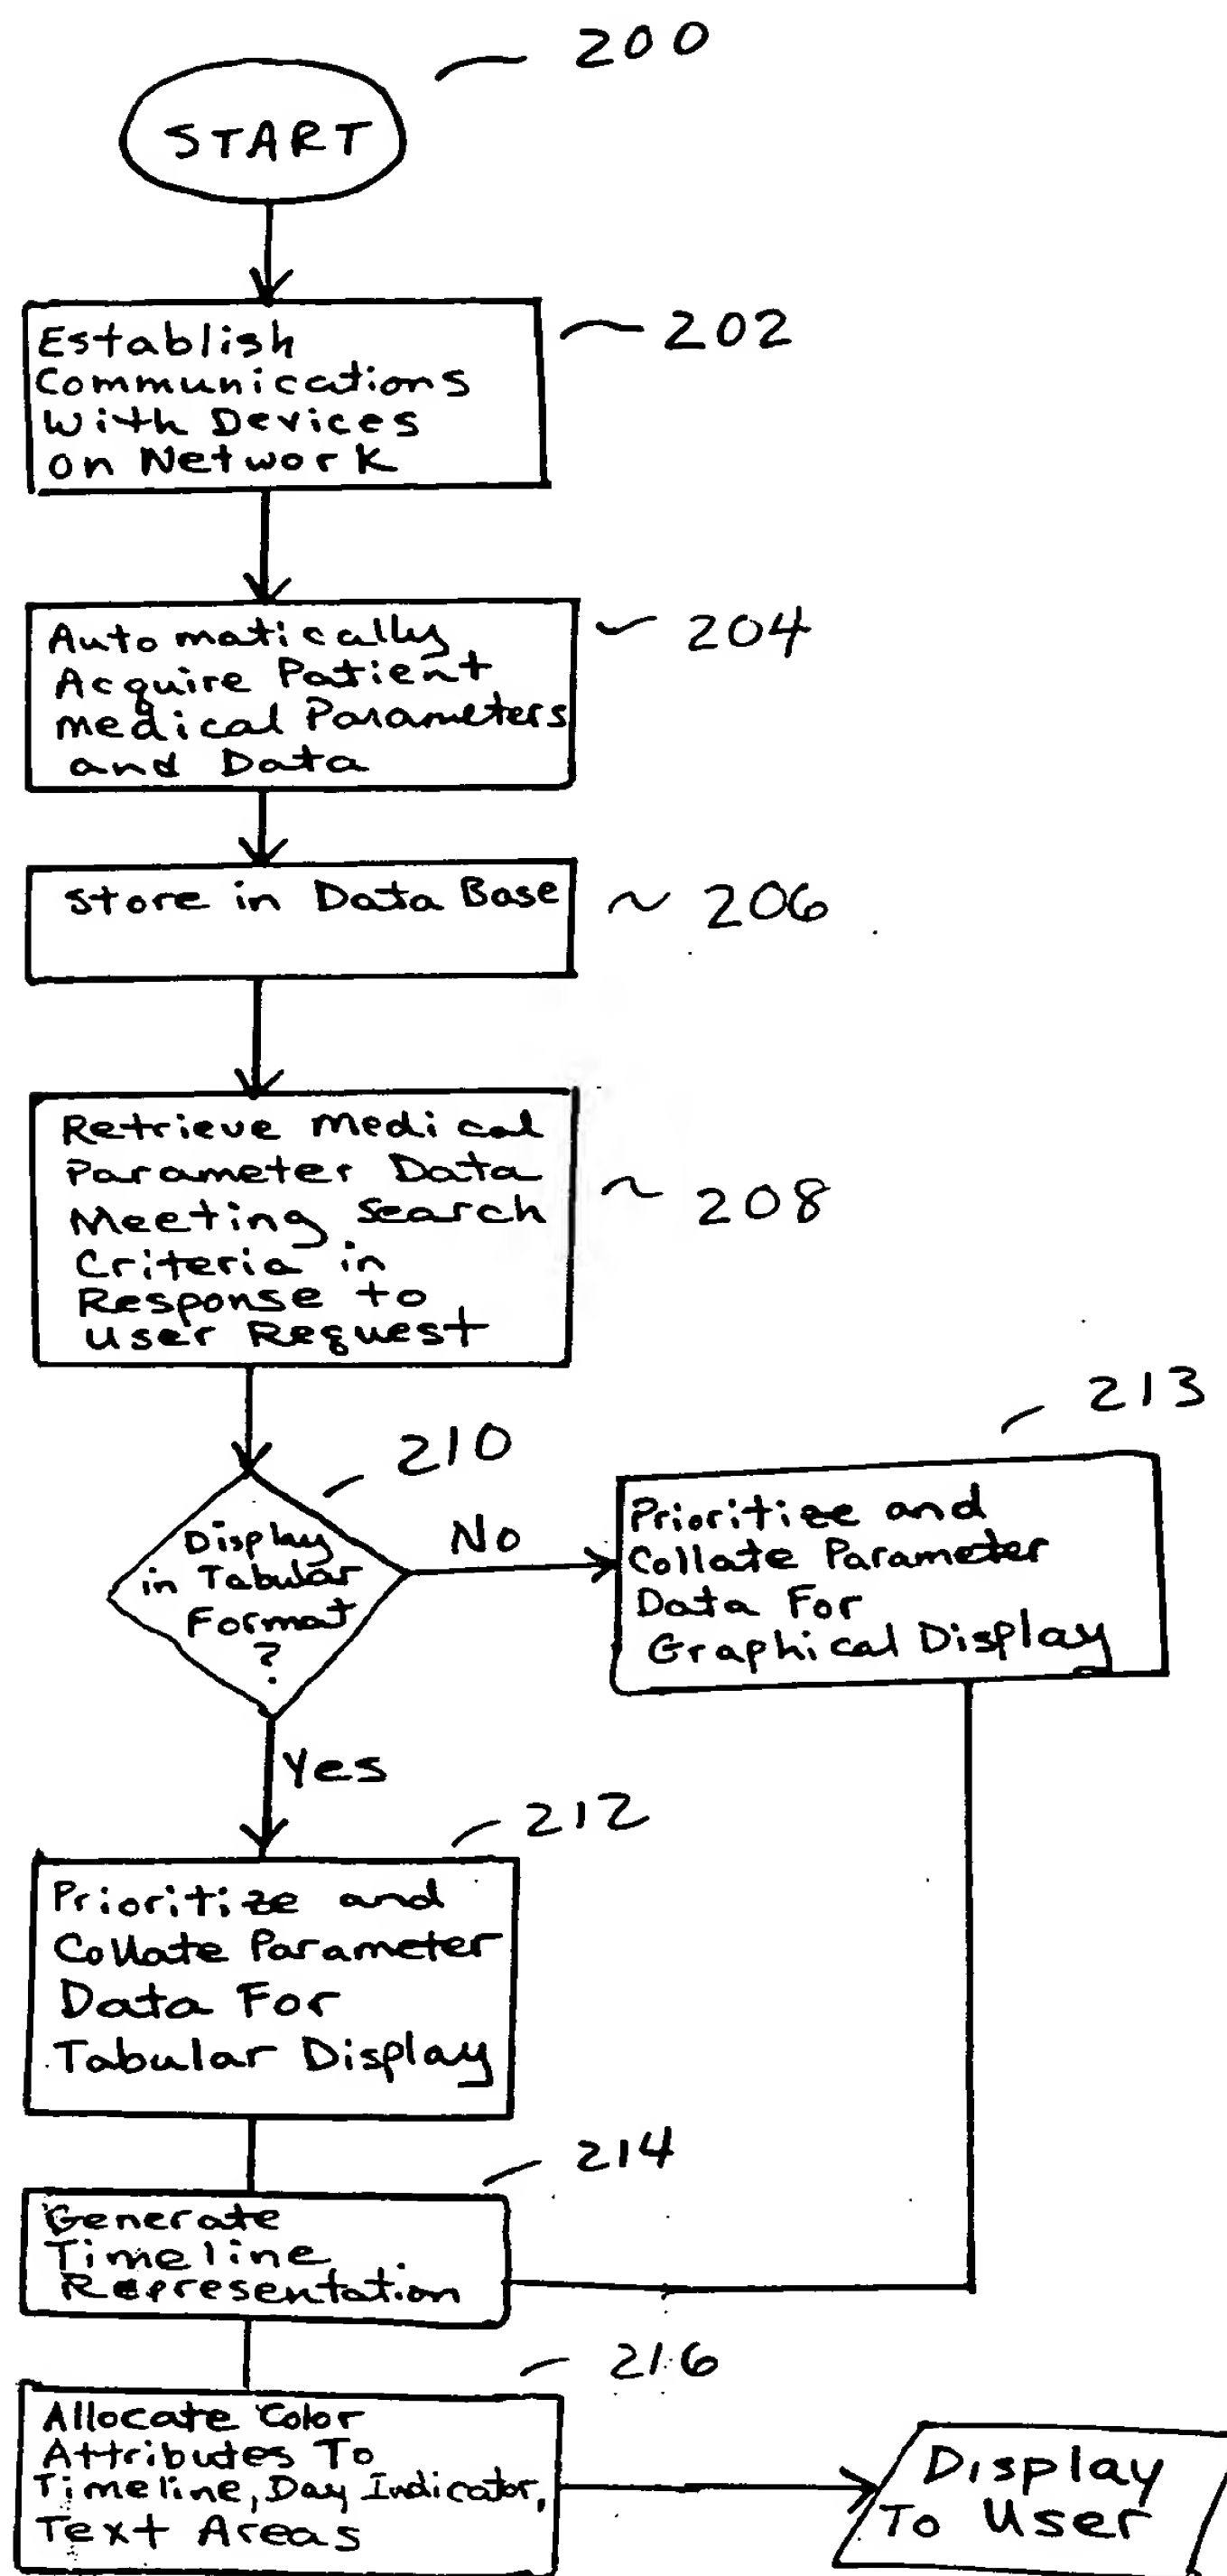 200
START
202
Establish
Communications
With Devices
on Network
204
Automatically
Acquire Patient
Medical Parameters
and Data
206
Store in Data Base
208
Retrieve Medical
Parameter Data
Meeting Search
Criteria in
Response to
User Request
210
Display
in Tabular
Format
?
No
213
Prioritize and
Collate Parameter
Data For
Graphical Display
Yes
212
Prioritize and
Collate Parameter
Data For
Tabular Display
214
Generate
Timeline
Representation
216
Allocate Color
Attributes To
Timeline, Day Indicator,
Text Areas
Display
To User